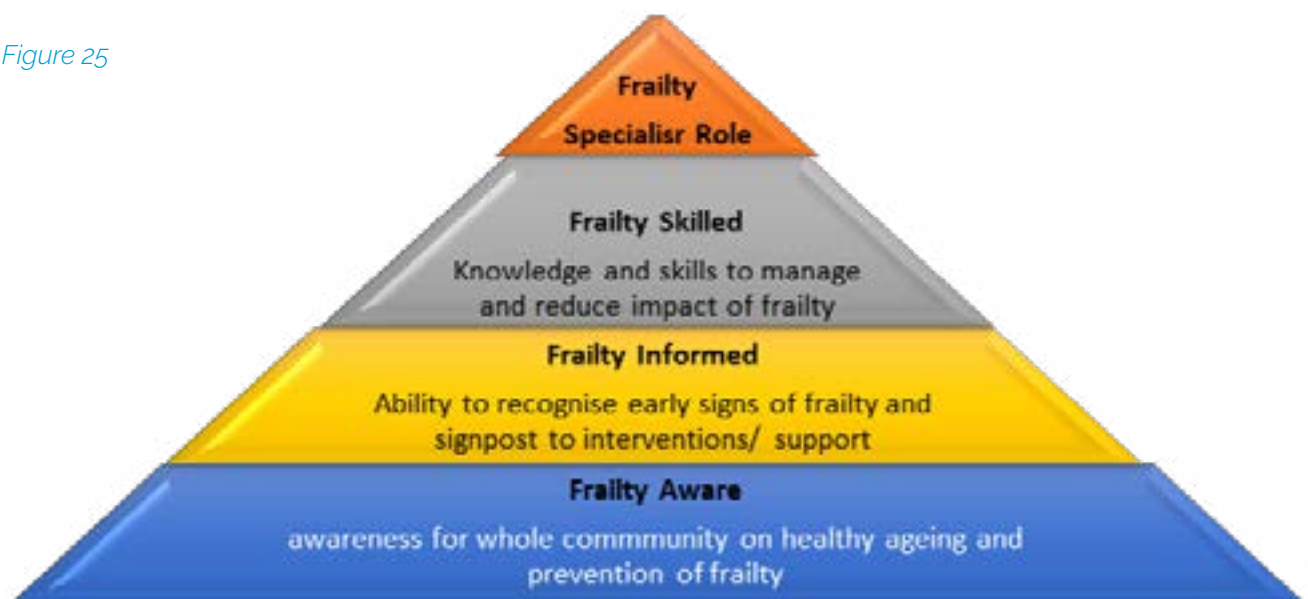 Figure 25
Frailty
Specialisr Role
Frailty Skilled
Knowledge and skills to manage
and reduce impact of frailty
Frailty Informed
Ability to recognise early signs of frailty and
signpost to interventions/ support
Frailty Aware
awareness for whole commmunity on healthy ageing and
prevention of frailty